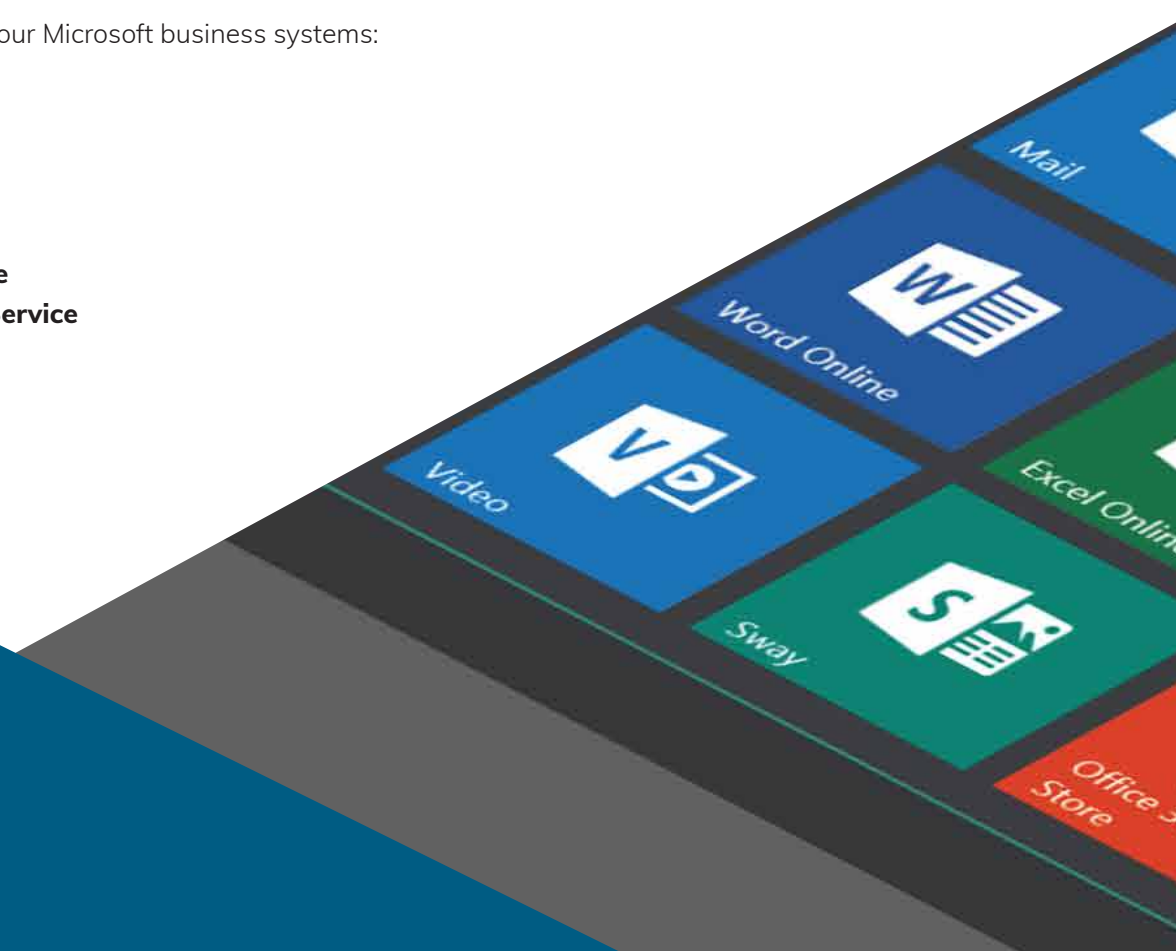 our Microsoft business systems:
e
ervice
Mail
Word Online
Video
Excel Onlin
Sway
Office
Store